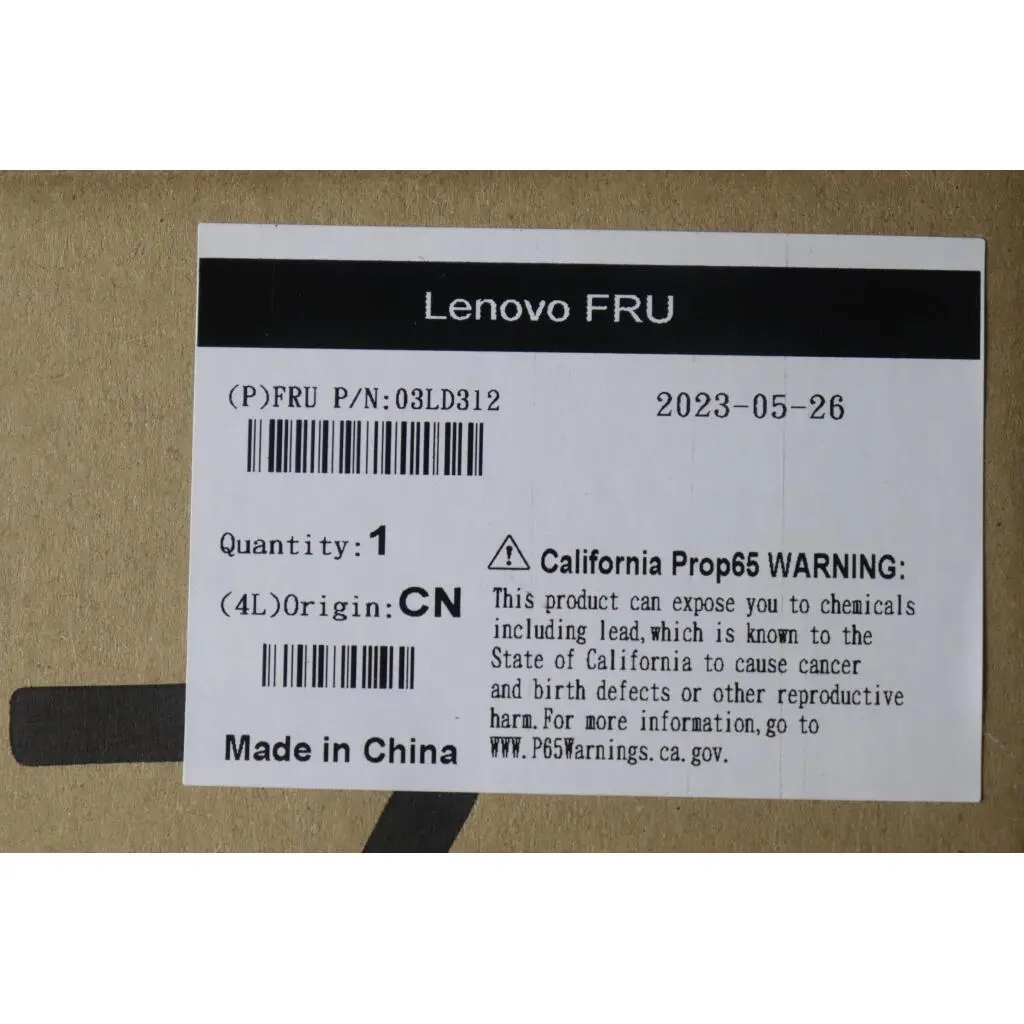 Lenovo FRU
(P)FRU P/N:03LD312
2023-05-26
Quantity:1
(4L)Origin:CN
Made in China
⚠ California Prop65 WARNING:
This product can expose you to chemicals
including lead,which is known to the
State of California to cause cancer
and birth defects or other reproductive
harm.For more information,go to
WWW.P65Warnings.ca.gov.